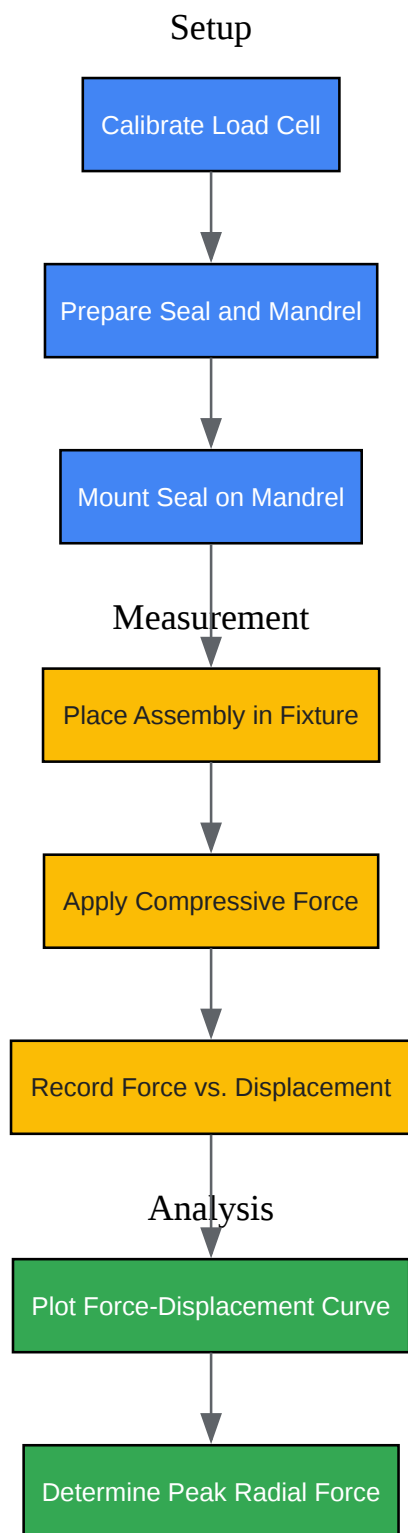 Setup
Calibrate Load Cell
Prepare Seal and Mandrel
Mount Seal on Mandrel
Measurement
Place Assembly in Fixture
Apply Compressive Force
Record Force vs. Displacement
Analysis
Plot Force-Displacement Curve
Determine Peak Radial Force